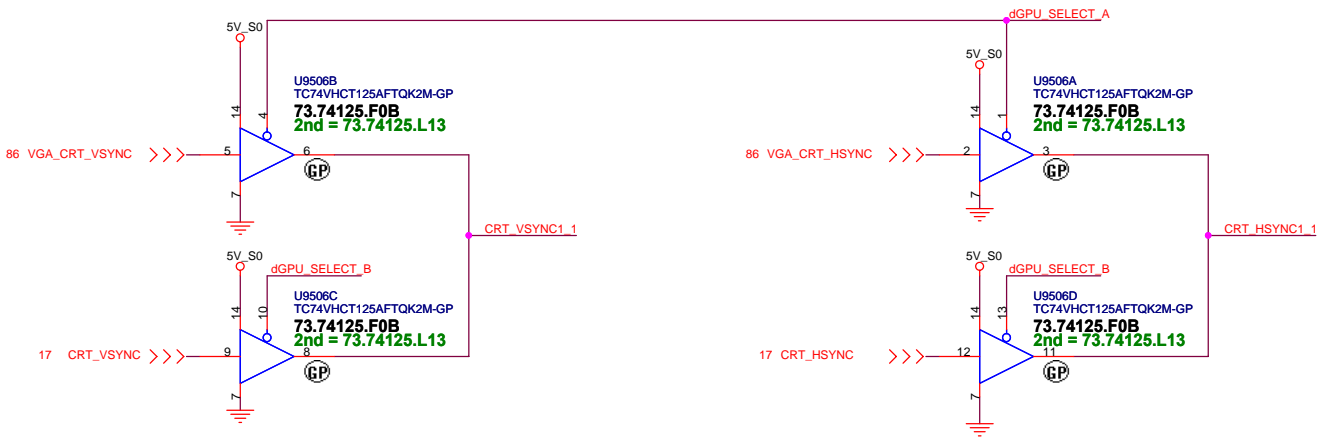 dGPU_SELECT_A
5V_S0
U9506B
TC74VHCT125AFTQK2M-GP
73.74125.F0B
2nd = 73.74125.L13
14
4
86 VGA_CRT_VSYNC
5
6
GP
7
5V_S0
U9506A
TC74VHCT125AFTQK2M-GP
73.74125.F0B
2nd = 73.74125.L13
14
1
86 VGA_CRT_HSYNC
2
3
GP
7
CRT_VSYNC1_1
CRT_HSYNC1_1
5V_S0
dGPU_SELECT_B
U9506C
TC74VHCT125AFTQK2M-GP
73.74125.F0B
2nd = 73.74125.L13
14
10
17 CRT_VSYNC
9
8
GP
7
5V_S0
dGPU_SELECT_B
U9506D
TC74VHCT125AFTQK2M-GP
73.74125.F0B
2nd = 73.74125.L13
14
13
17 CRT_HSYNC
12
11
GP
7